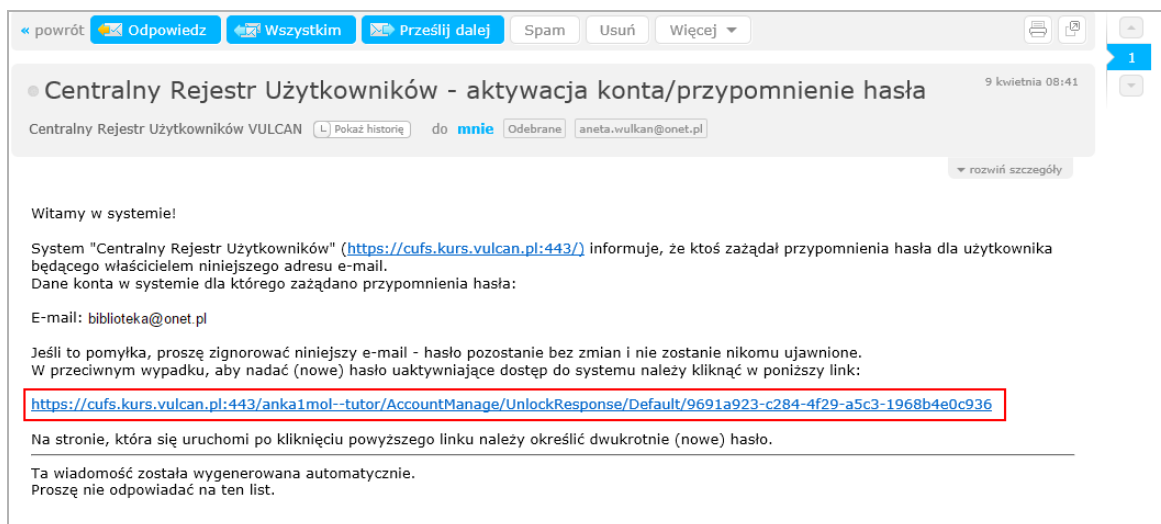 « powrót Odpowiedz Wszystkim Prześlij dalej Spam Usuń Więcej
1
Centralny Rejestr Użytkowników - aktywacja konta/przypomnienie hasła 9 kwietnia 08:41
Centralny Rejestr Użytkowników VULCAN Pokaż historię do mnie Odebrane aneta.wulkan@onet.pl
rozwiń szczegóły
Witamy w systemie!
System "Centralny Rejestr Użytkowników" (https://cufs.kurs.vulcan.pl:443/) informuje, że ktoś zażądał przypomnienia hasła dla użytkownika
będącego właścicielem niniejszego adresu e-mail.
Dane konta w systemie dla którego zażądano przypomnienia hasła:
E-mail: biblioteka@onet.pl
Jeśli to pomyłka, proszę zignorować niniejszy e-mail - hasło pozostanie bez zmian i nie zostanie nikomu ujawnione.
W przeciwnym wypadku, aby nadać (nowe) hasło uaktywniające dostęp do systemu należy kliknąć w poniższy link:
https://cufs.kurs.vulcan.pl:443/anka1mol--tutor/AccountManage/UnlockResponse/Default/9691a923-c284-4f29-a5c3-1968b4e0c936
Na stronie, która się uruchomi po kliknięciu powyższego linku należy określić dwukrotnie (nowe) hasło.
Ta wiadomość została wygenerowana automatycznie.
Proszę nie odpowiadać na ten list.